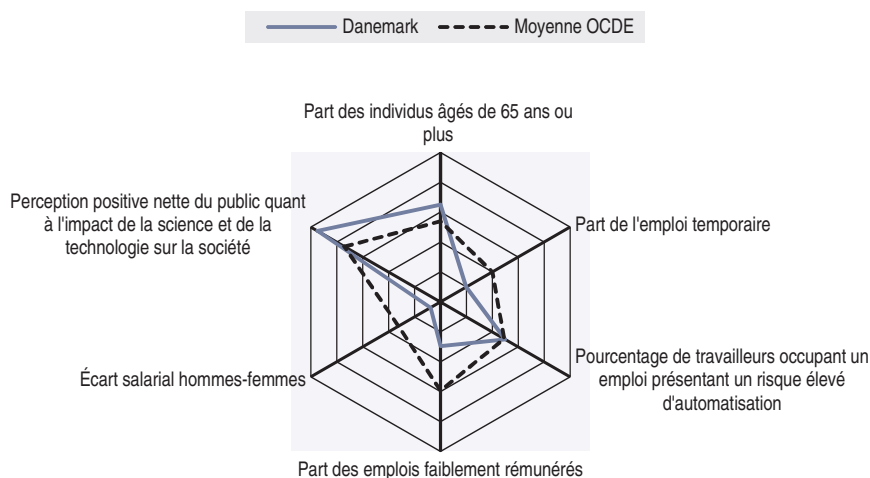 Danemark
Moyenne OCDE
Part des individus âgés de 65 ans ou
plus
Perception positive nette du public quant
à l'impact de la science et de la
technologie sur la société
Part de l'emploi temporaire
Écart salarial hommes-femmes
Pourcentage de travailleurs occupant un
emploi présentant un risque élevé
d'automatisation
Part des emplois faiblement rémunérés